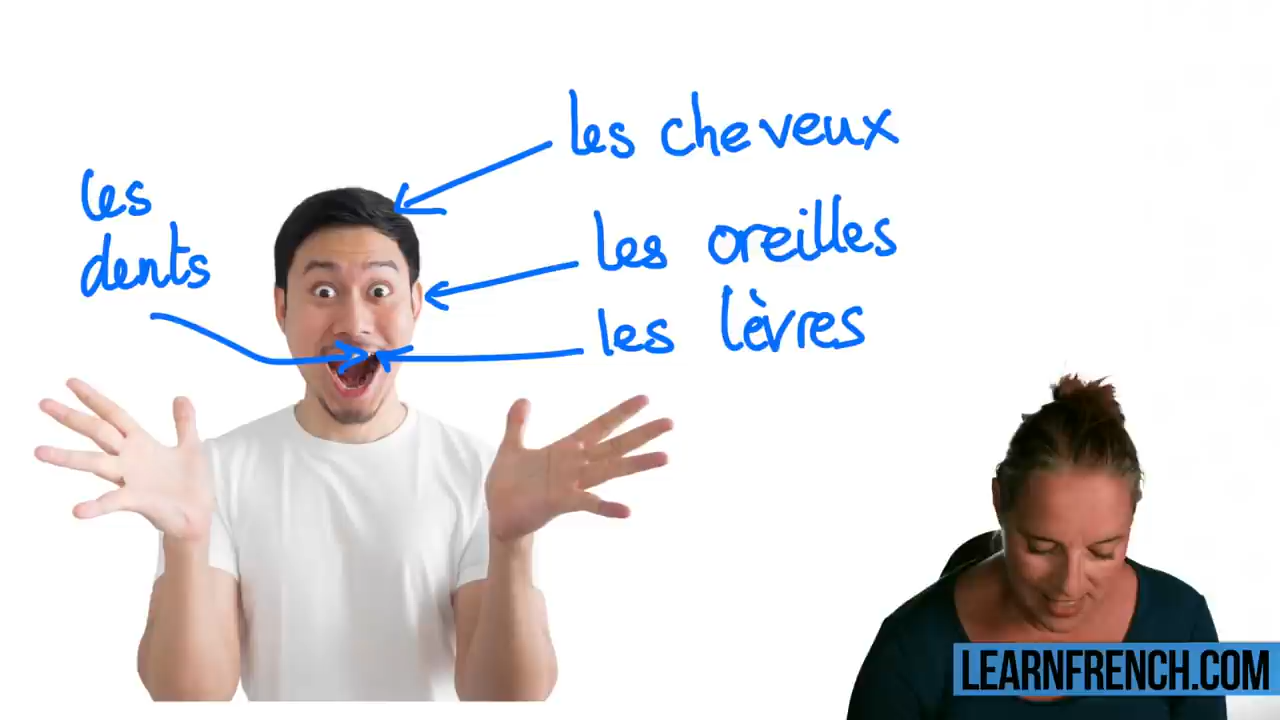 les cheveux
les
dents
les oreilles
les lèvres
LEARNFRENCH.COM